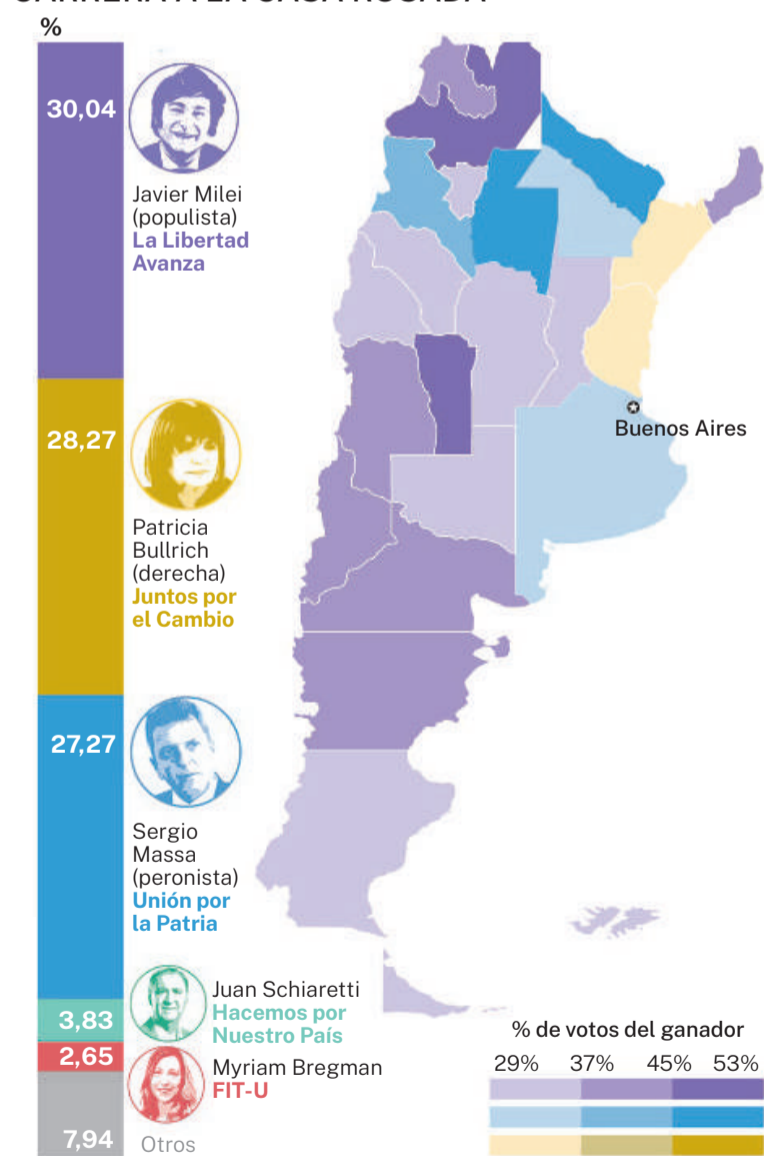 %
30,04
Javier Milei
(populista)
La Libertad
Avanza
28,27
Patricia
Bullrich
(derecha)
Juntos por
el Cambio
27,27
Sergio
Massa
(peronista)
Unión por
la Patria
3,83
Juan Schiaretti
Hacemos por
Nuestro País
2,65
Myriam Bregman
FIT-U
7,94
Otros
Buenos Aires
% de votos del ganador
29% 37% 45% 53%